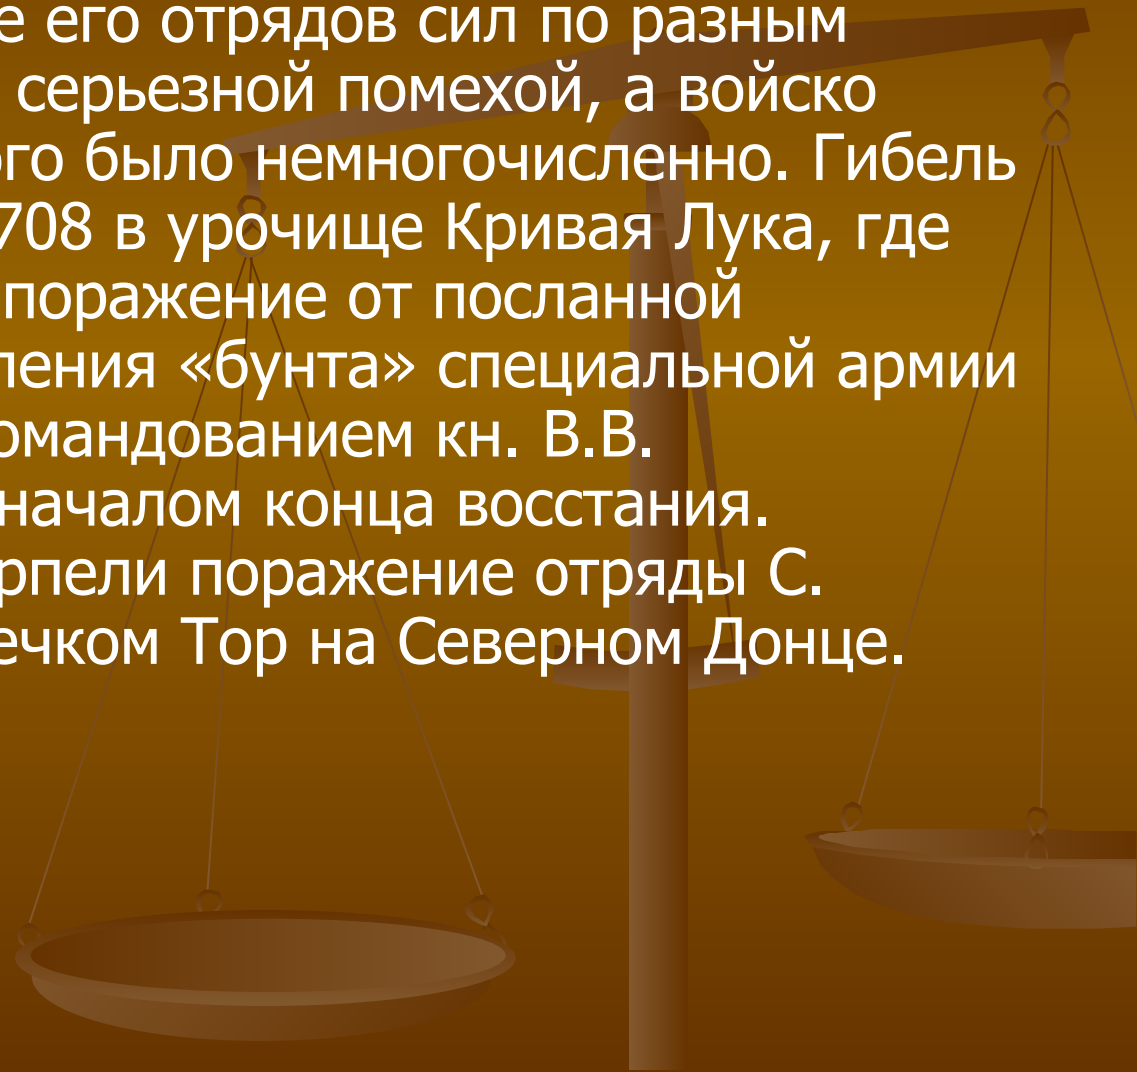 е его отрядов сил по разным
серьезной помехой, а войско
ого было немногочисленно. Гибель
708 в урочище Кривая Лука, где
поражение от посланной
ления «бунта» специальной армии
омандованием кн. В.В.
началом конца восстания.
рпели поражение отряды С.
ечком Тор на Северном Донце.